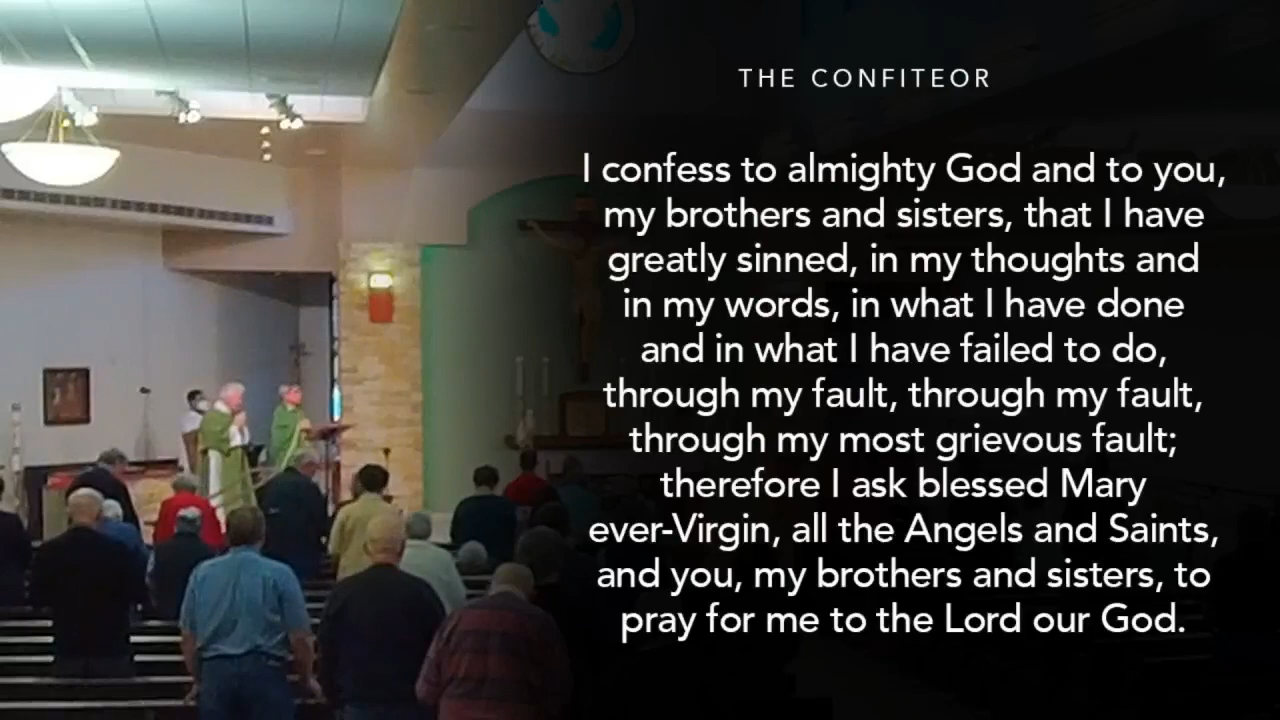 THE CONFITEOR
I confess to almighty God and to you,
my brothers and sisters, that I have
greatly sinned, in my thoughts and
in my words, in what I have done
and in what I have failed to do,
through my fault, through my fault,
through my most grievous fault;
therefore I ask blessed Mary
ever-Virgin, all the Angels and Saints,
and you, my brothers and sisters, to
pray for me to the Lord our God.